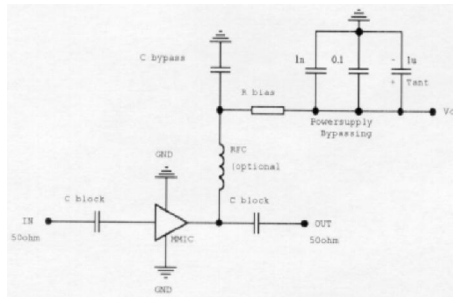 C bypass
1n
0.1
-
1u
+
Tant
R bias
Powersupply
Bypassing
GND
RFC
(optional
C block
C block
IN
OUT
50ohm
MMIC
50ohm
GND